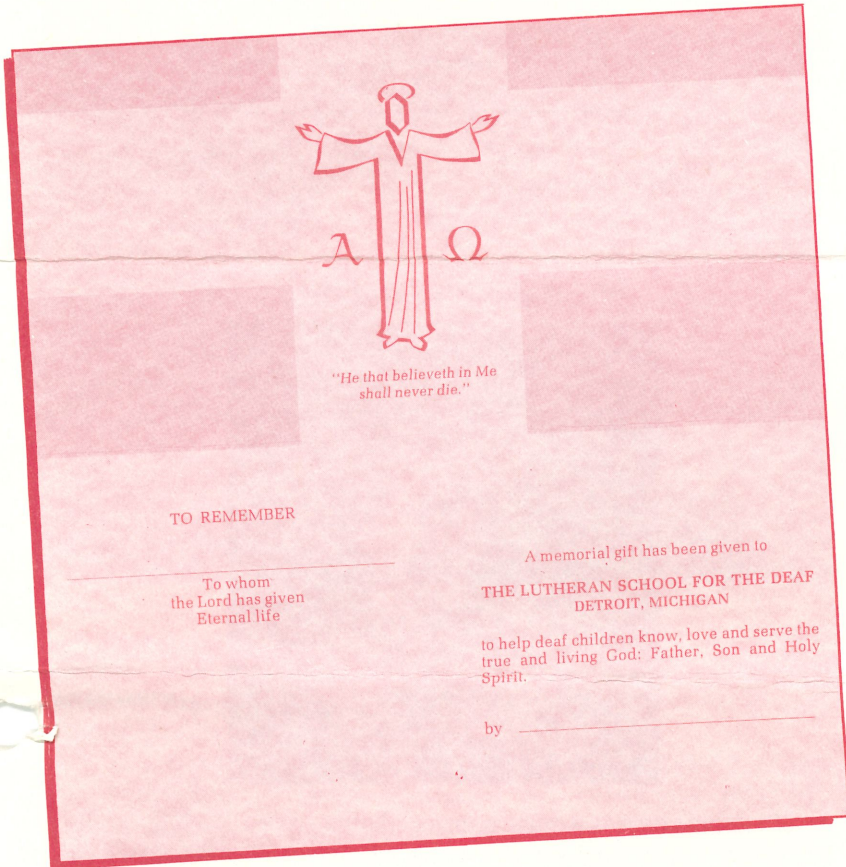 Α Ω
"He that believeth in Me
shall never die."
TO REMEMBER
To whom
the Lord has given
Eternal life
A memorial gift has been given to
THE LUTHERAN SCHOOL FOR THE DEAF
DETROIT, MICHIGAN
to help deaf children know, love and serve the
true and living God: Father, Son and Holy
Spirit.
by